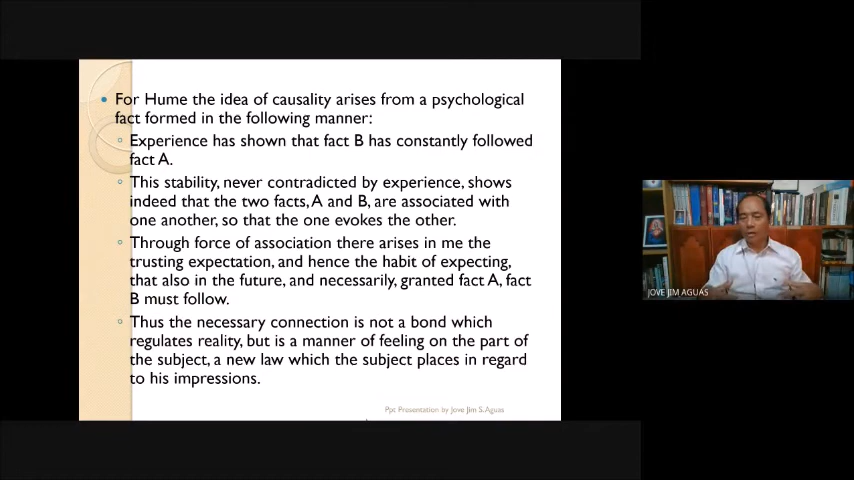 For Hume the idea of causality arises from a psychological
fact formed in the following manner:
Experience has shown that fact B has constantly followed
fact A.
This stability, never contradicted by experience, shows
indeed that the two facts, A and B, are associated with
one another, so that the one evokes the other.
Through force of association there arises in me the
trusting expectation, and hence the habit of expecting,
that also in the future, and necessarily, granted fact A, fact
B must follow.
Thus the necessary connection is not a bond which
regulates reality, but is a manner of feeling on the part of
the subject, a new law which the subject places in regard
to his impressions.
Ppt Presentation by Jove Jim S. Aguas
JOVE JIM AGUAS